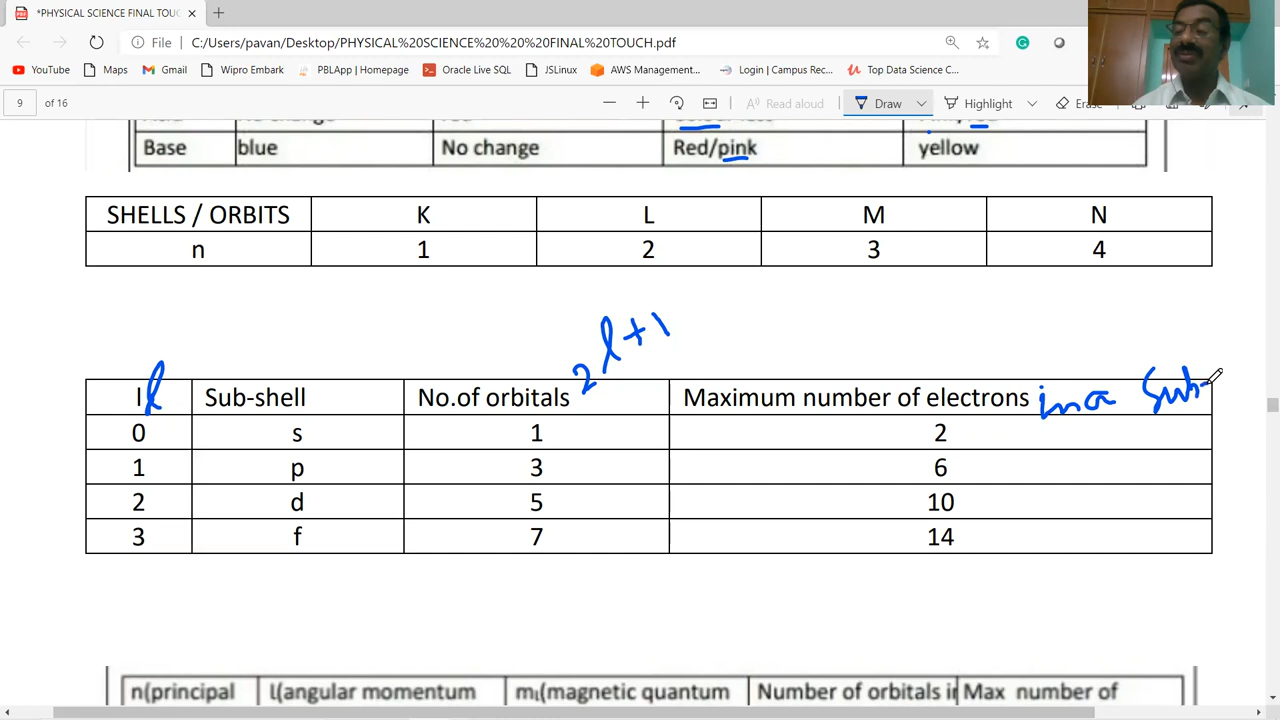 *PHYSICAL SCIENCE FINAL TOUC
File C:/Users/pavan/Desktop/PHYSICAL%20SCIENCE%20%20%20FINAL%20TOUCH.pdf
YouTube Maps Gmail Wipro Embark PBLApp | Homepage Oracle Live SQL JSLinux AWS Management... Login | Campus Rec... Top Data Science C...
9 of 16 Read aloud Draw Highlight Erase
Base blue No change Red/pink yellow
SHELLS / ORBITS K L M N
n 1 2 3 4
2l+1
l l Sub-shell No.of orbitals Maximum number of electrons in a Sub-
0 s 1 2
1 p 3 6
2 d 5 10
3 f 7 14
n(principal l(angular momentum mₗ(magnetic quantum Number of orbitals in Max number of